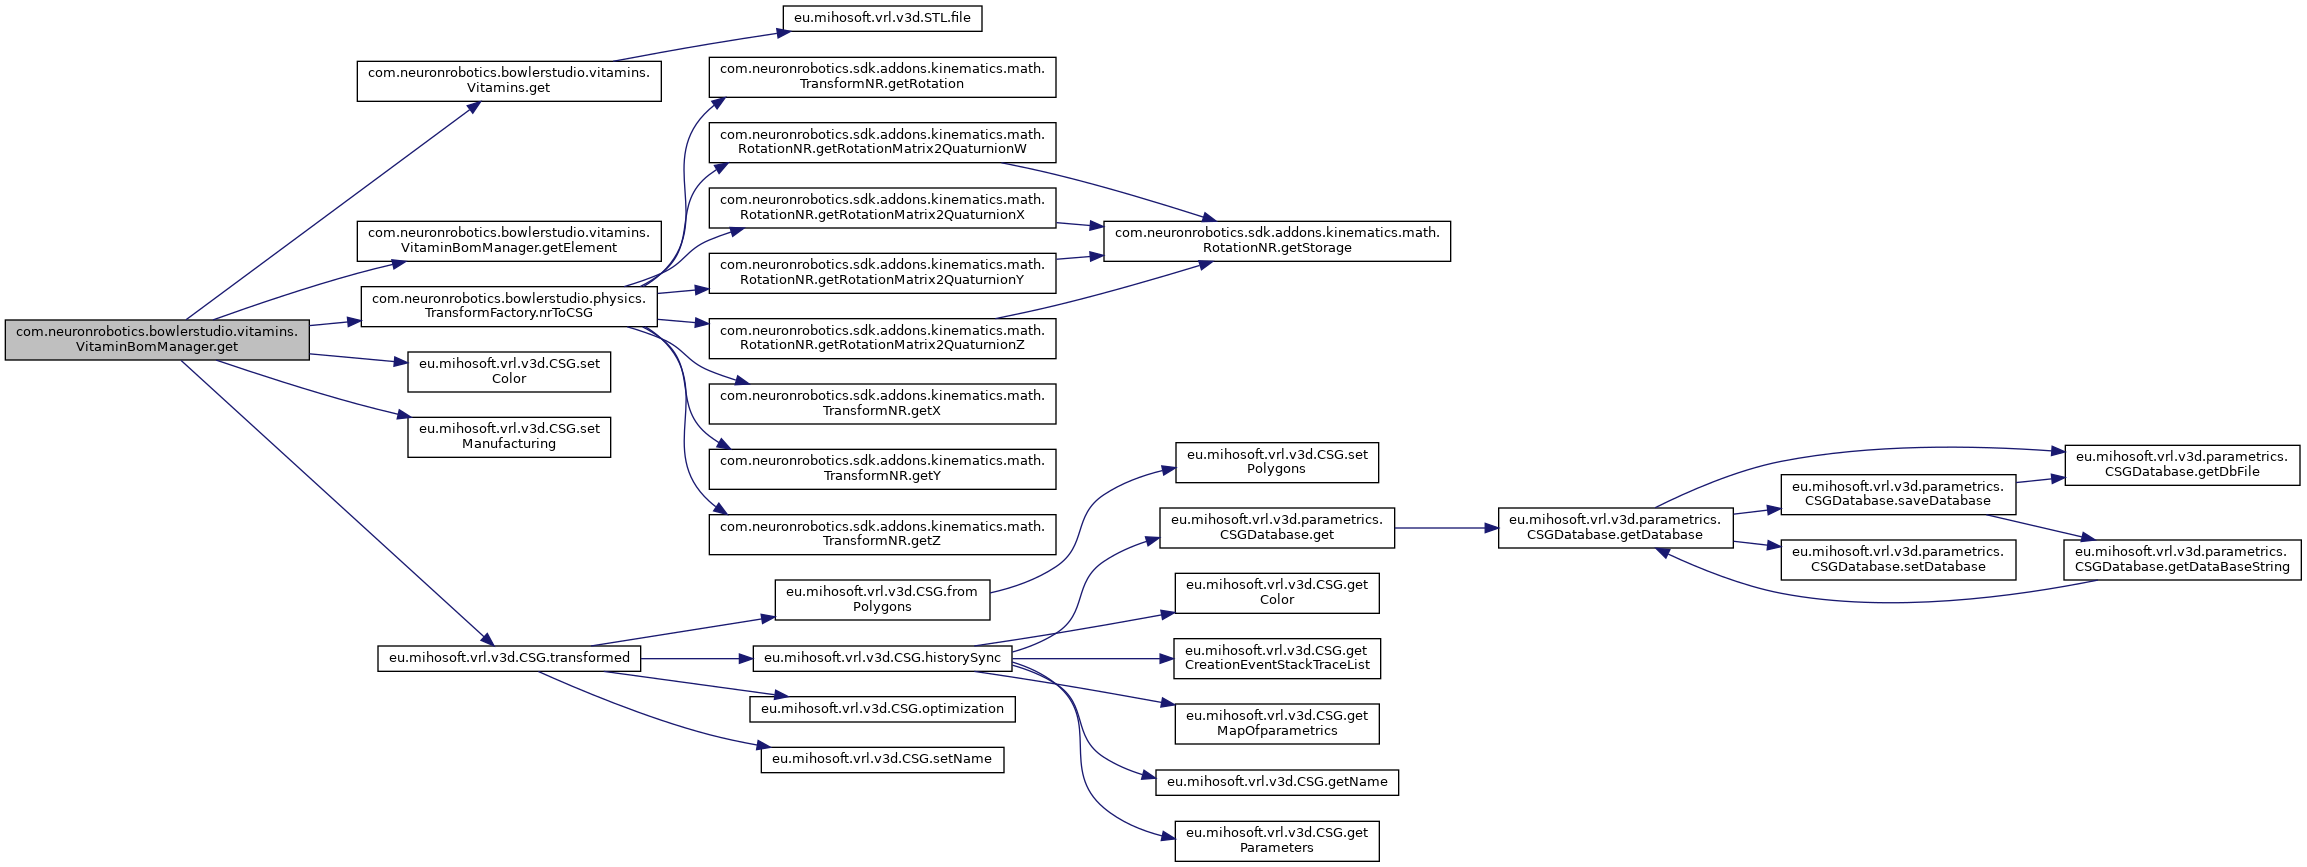 com.neuronrobotics.bowlerstudio.vitamins.
VitaminBomManager.get
com.neuronrobotics.bowlerstudio.vitamins.
Vitamins.get
com.neuronrobotics.bowlerstudio.vitamins.
VitaminBomManager.getElement
com.neuronrobotics.bowlerstudio.physics.
TransformFactory.nrToCSG
eu.mihosoft.vrl.v3d.CSG.set
Color
eu.mihosoft.vrl.v3d.CSG.set
Manufacturing
eu.mihosoft.vrl.v3d.CSG.transformed
eu.mihosoft.vrl.v3d.STL.file
com.neuronrobotics.sdk.addons.kinematics.math.
TransformNR.getRotation
com.neuronrobotics.sdk.addons.kinematics.math.
RotationNR.getRotationMatrix2QuaturnionW
com.neuronrobotics.sdk.addons.kinematics.math.
RotationNR.getRotationMatrix2QuaturnionX
com.neuronrobotics.sdk.addons.kinematics.math.
RotationNR.getRotationMatrix2QuaturnionY
com.neuronrobotics.sdk.addons.kinematics.math.
RotationNR.getRotationMatrix2QuaturnionZ
com.neuronrobotics.sdk.addons.kinematics.math.
TransformNR.getX
com.neuronrobotics.sdk.addons.kinematics.math.
TransformNR.getY
com.neuronrobotics.sdk.addons.kinematics.math.
TransformNR.getZ
eu.mihosoft.vrl.v3d.CSG.from
Polygons
eu.mihosoft.vrl.v3d.CSG.historySync
eu.mihosoft.vrl.v3d.CSG.optimization
eu.mihosoft.vrl.v3d.CSG.setName
com.neuronrobotics.sdk.addons.kinematics.math.
RotationNR.getStorage
eu.mihosoft.vrl.v3d.CSG.set
Polygons
eu.mihosoft.vrl.v3d.parametrics.
CSGDatabase.get
eu.mihosoft.vrl.v3d.CSG.get
Color
eu.mihosoft.vrl.v3d.CSG.get
CreationEventStackTraceList
eu.mihosoft.vrl.v3d.CSG.get
MapOfparametrics
eu.mihosoft.vrl.v3d.CSG.getName
eu.mihosoft.vrl.v3d.CSG.get
Parameters
eu.mihosoft.vrl.v3d.parametrics.
CSGDatabase.getDatabase
eu.mihosoft.vrl.v3d.parametrics.
CSGDatabase.saveDatabase
eu.mihosoft.vrl.v3d.parametrics.
CSGDatabase.setDatabase
eu.mihosoft.vrl.v3d.parametrics.
CSGDatabase.getDbFile
eu.mihosoft.vrl.v3d.parametrics.
CSGDatabase.getDataBaseString